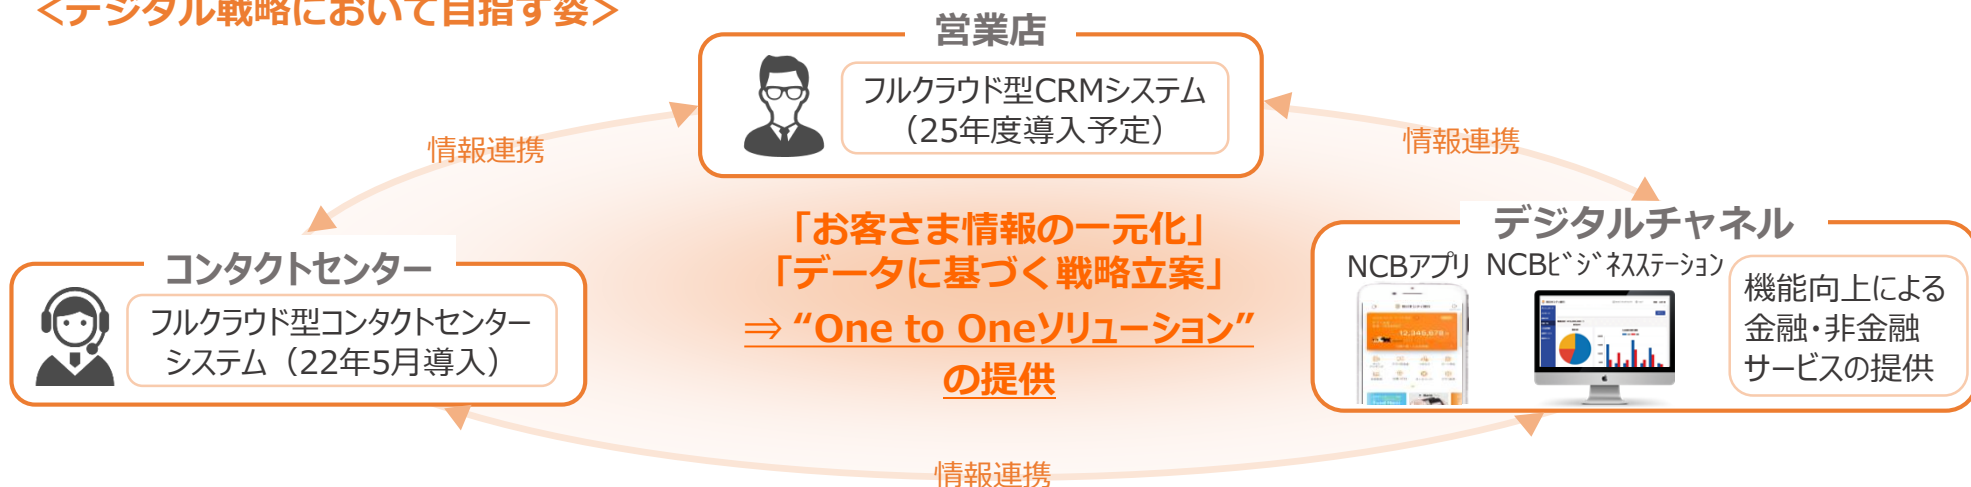 <デジタル戦略において目指す姿>
営業店
フルクラウド型CRMシステム
（25年度導入予定）
情報連携
情報連携
「お客さま情報の一元化」
「データに基づく戦略立案」
⇒ “One to Oneソリューション”
の提供
コンタクトセンター
フルクラウド型コンタクトセンター
システム（22年5月導入）
デジタルチャネル
NCBアプリ
NCBﾋﾞｼﾞﾈｽｽﾃｰｼｮﾝ
12,345,678
機能向上による
金融・非金融
サービスの提供
情報連携